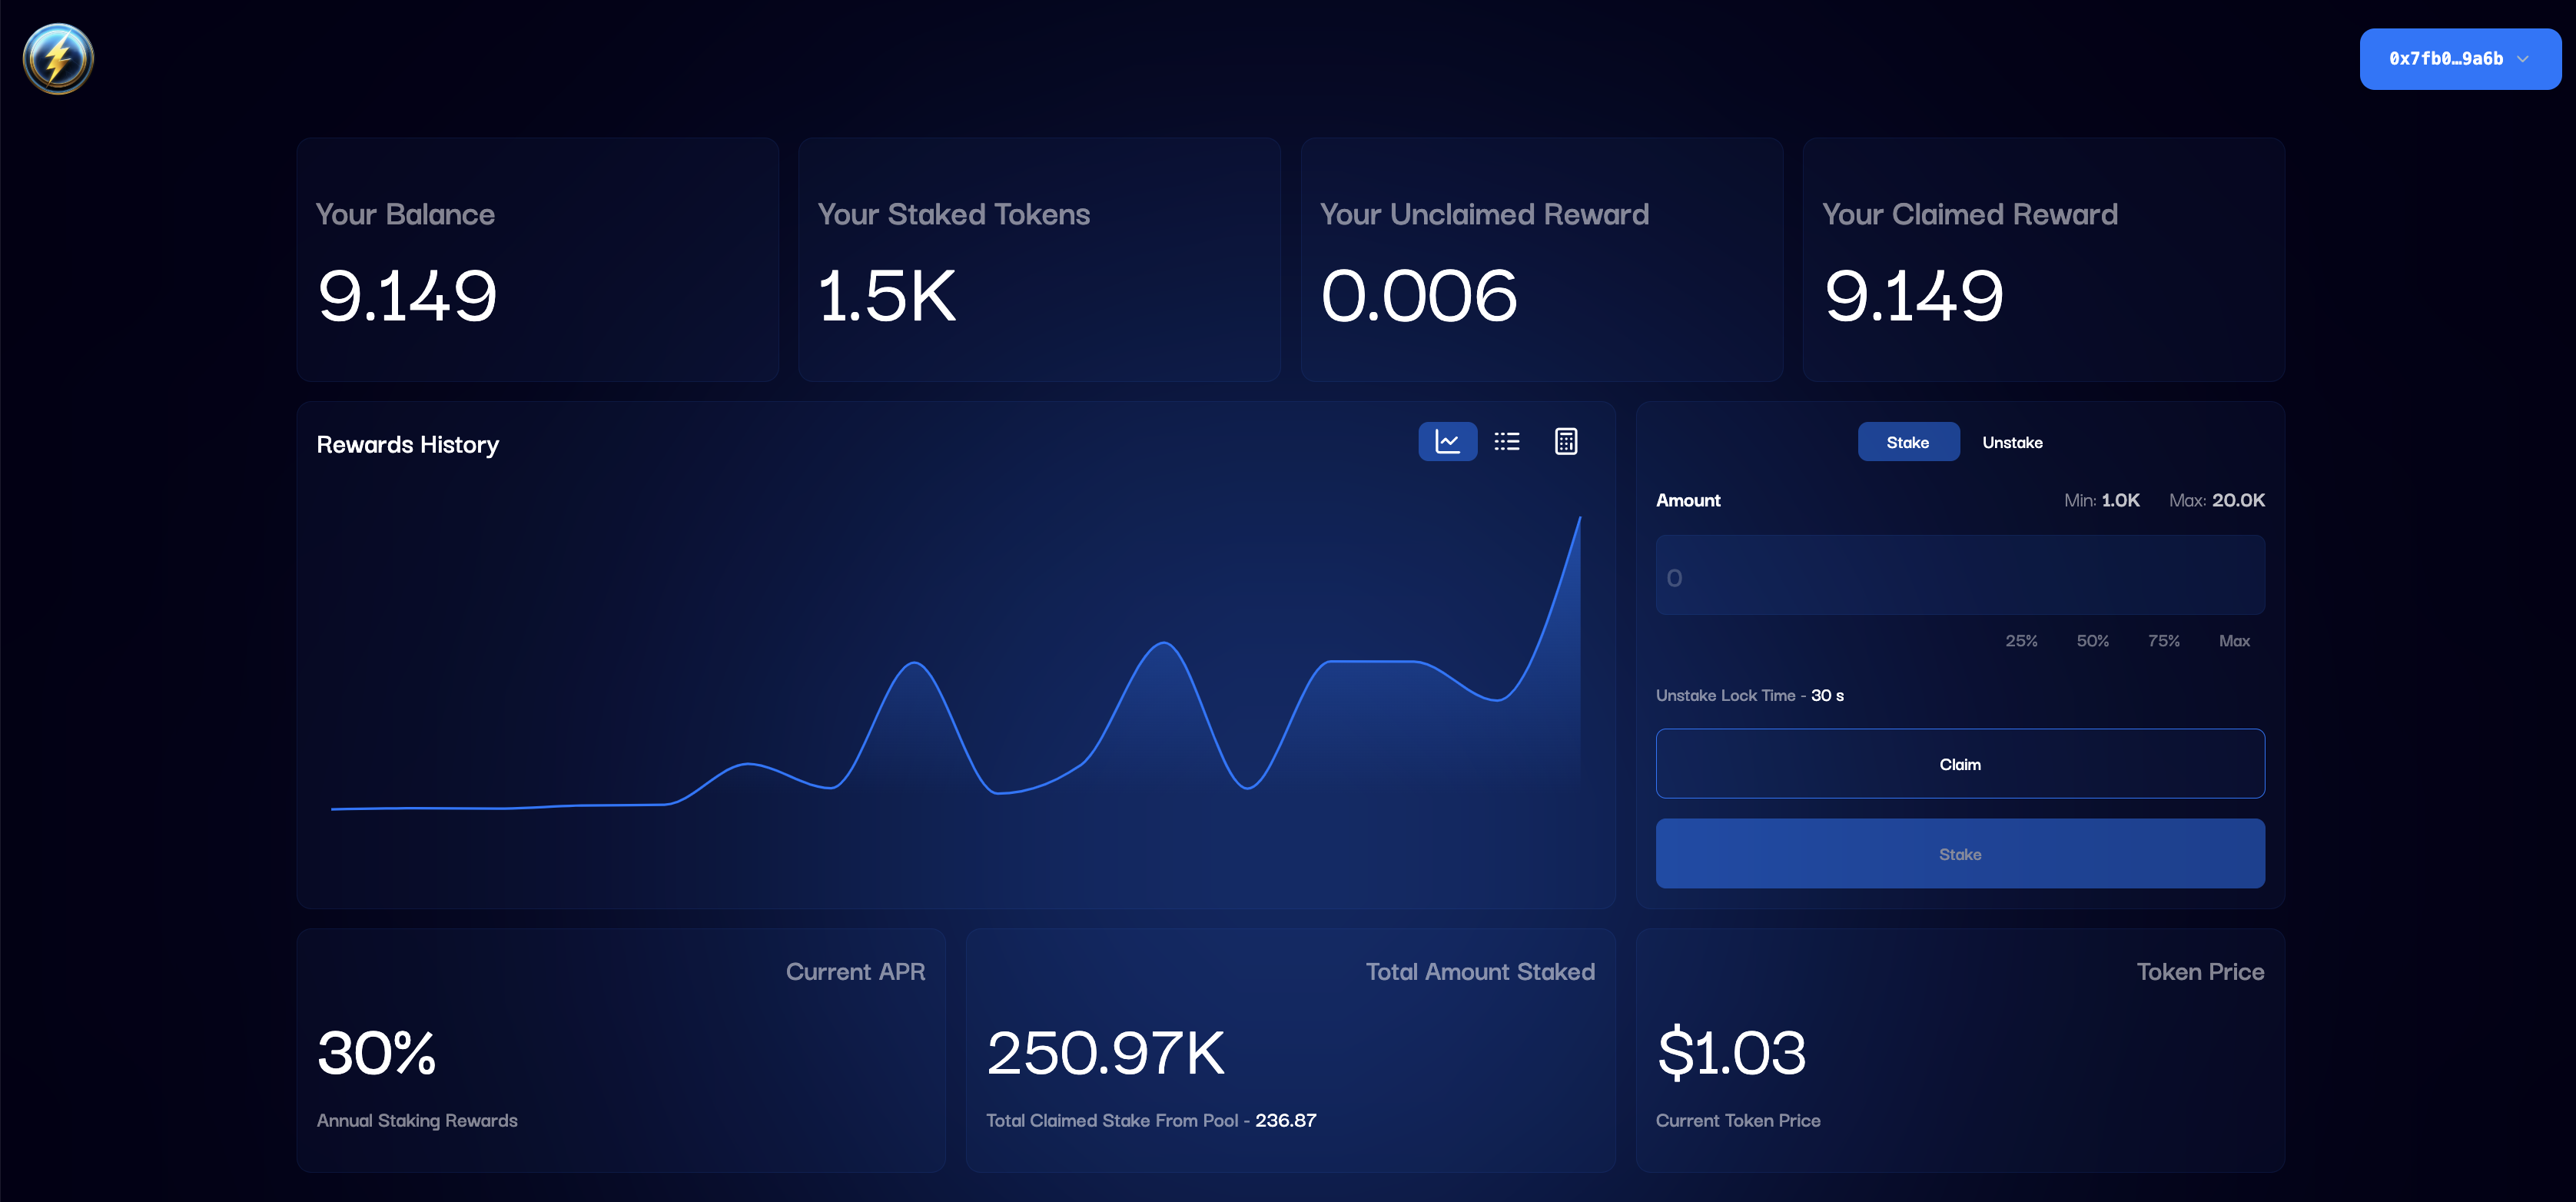 0x7fb0…9a6b
Your Balance
9.149
Your Staked Tokens
1.5K
Your Unclaimed Reward
0.006
Your Claimed Reward
9.149
Rewards History
Stake
Unstake
Amount
Min: 1.0K
Max: 20.0K
0
25%
50%
75%
Max
Unstake Lock Time - 30 s
Claim
Stake
Current APR
30%
Annual Staking Rewards
Total Amount Staked
250.97K
Total Claimed Stake From Pool - 236.87
Token Price
$1.03
Current Token Price